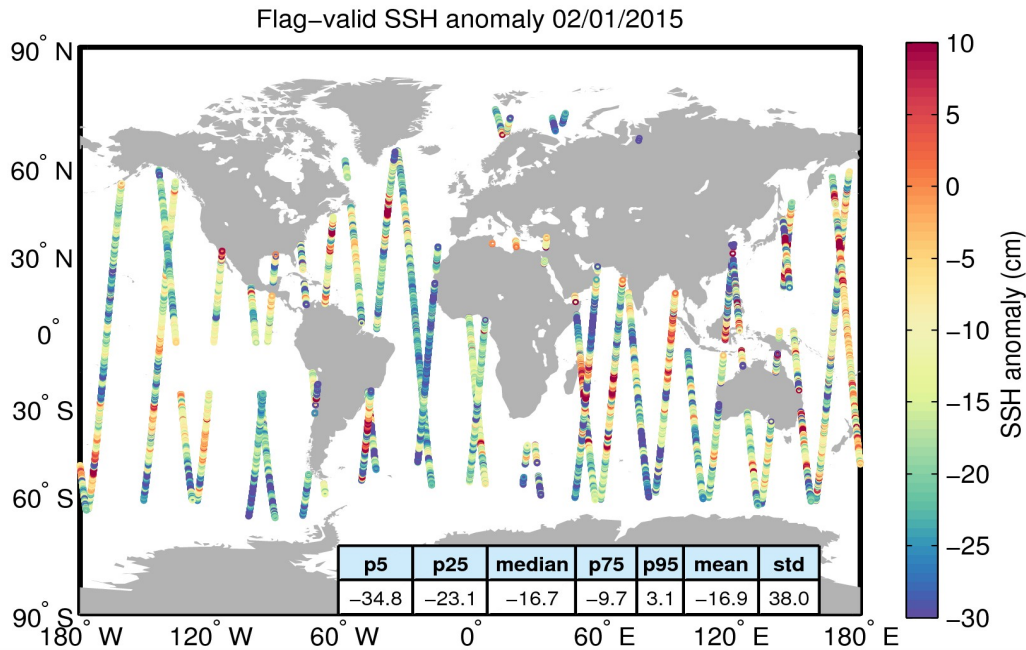 Flag−valid SSH anomaly 02/01/2015
90° N
60° N
30° N
0°
30° S
60° S
90° S
180° W 120° W 60° W 0° 60° E 120° E 180° E
p5 p25 median p75 p95 mean std
−34.8 −23.1 −16.7 −9.7 3.1 −16.9 38.0
10
5
0
−5
−10
−15
−20
−25
−30
SSH anomaly (cm)